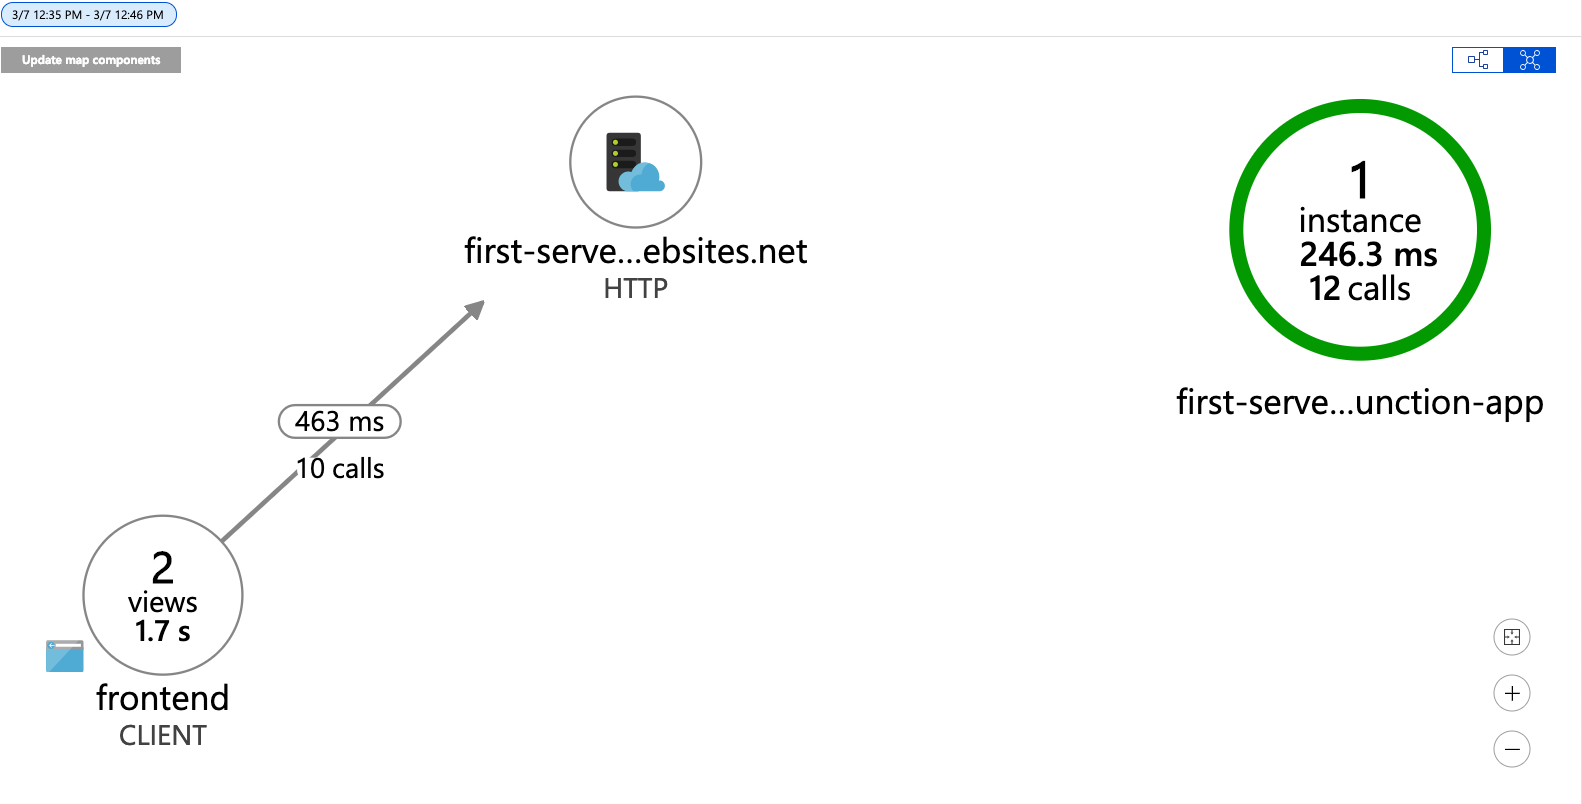 3/7 12:35 PM - 3/7 12:46 PM
Update map components
first-serve...ebsites.net
HTTP
1
instance
246.3 ms
12 calls
first-serve...unction-app
463 ms
10 calls
2
views
1.7 s
frontend
CLIENT